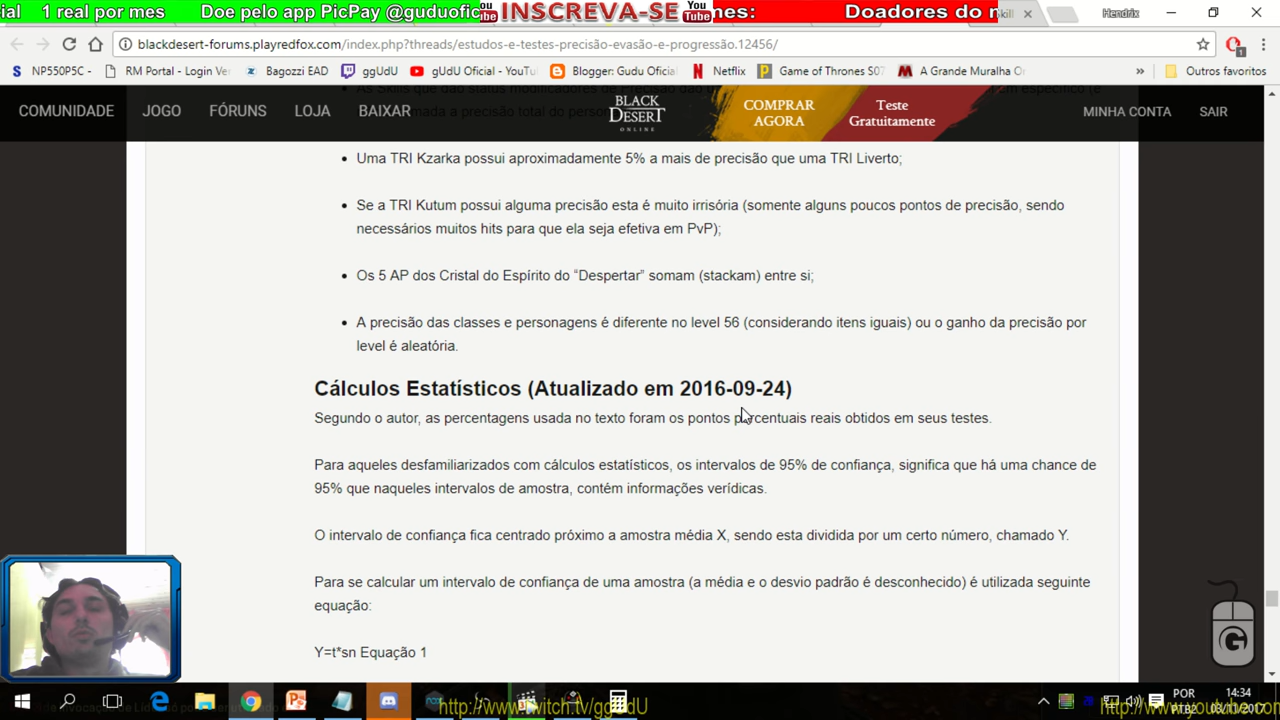 1 real por mes
Doe pelo app PicPay @guduofic
You Tube INSCREVA-SE You Tube
mes:
Doadores do
Hendrix
blackdesert-forums.playredfox.com/index.php?threads/estudos-e-testes-precisão-evasão-e-progressão.12456/
NP550P5C -
RM Portal - Login Ve
Bagozzi EAD
ggUdU
gUdU Oficial - YouTu
Blogger: Gudu Oficia
Netflix
Game of Thrones S07
A Grande Muralha O
Outros favoritos
COMUNIDADE
JOGO
FÓRUNS
LOJA
BAIXAR
BLACK
DESERT
ONLINE
COMPRAR
AGORA
Teste
Gratuitamente
MINHA CONTA
SAIR
Uma TRI Kzarka possui aproximadamente 5% a mais de precisão que uma TRI Liverto;
Se a TRI Kutum possui alguma precisão esta é muito irrisória (somente alguns poucos pontos de precisão, sendo
necessários muitos hits para que ela seja efetiva em PvP);
Os 5 AP dos Cristal do Espírito do “Despertar” somam (stackam) entre si;
A precisão das classes e personagens é diferente no level 56 (considerando itens iguais) ou o ganho da precisão por
level é aleatória.
Cálculos Estatísticos (Atualizado em 2016-09-24)
Segundo o autor, as percentagens usada no texto foram os pontos percentuais reais obtidos em seus testes.
Para aqueles desfamiliarizados com cálculos estatísticos, os intervalos de 95% de confiança, significa que há uma chance de
95% que naqueles intervalos de amostra, contém informações verídicas.
O intervalo de confiança fica centrado próximo a amostra média X, sendo esta dividida por um certo número, chamado Y.
Para se calcular um intervalo de confiança de uma amostra (a média e o desvio padrão é desconhecido) é utilizada seguinte
equação:
Y=t*sn Equação 1
G
POR
PTB2
14:34
03/11/2017